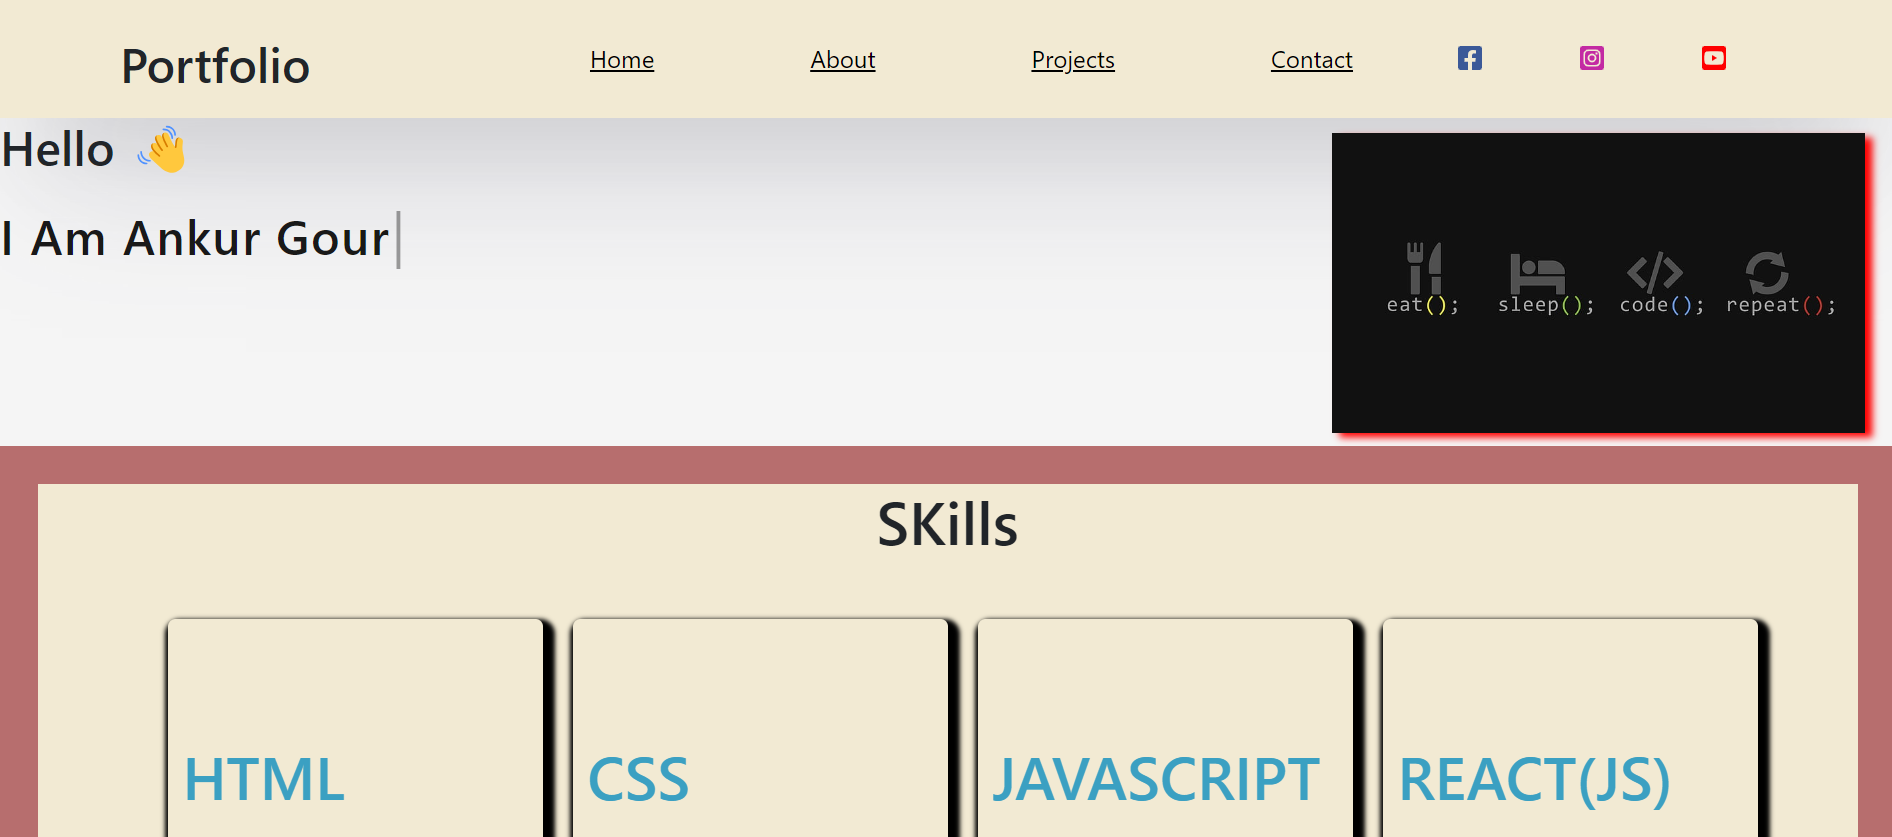 Portfolio Home About Projects Contact
Hello 👋
I Am Ankur Gour
eat(); sleep(); code(); repeat();
SKills
HTML CSS JAVASCRIPT REACT(JS)